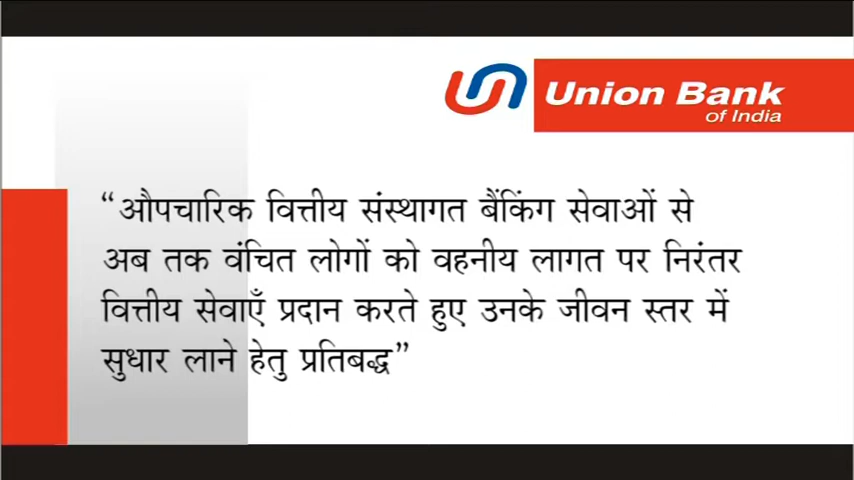 Union Bank
of India
“औपचारिक वित्तीय संस्थागत बैंकिंग सेवाओं से
अब तक वंचित लोगों को वहनीय लागत पर निरंतर
वित्तीय सेवाएँ प्रदान करते हुए उनके जीवन स्तर में
सुधार लाने हेतु प्रतिबद्ध”